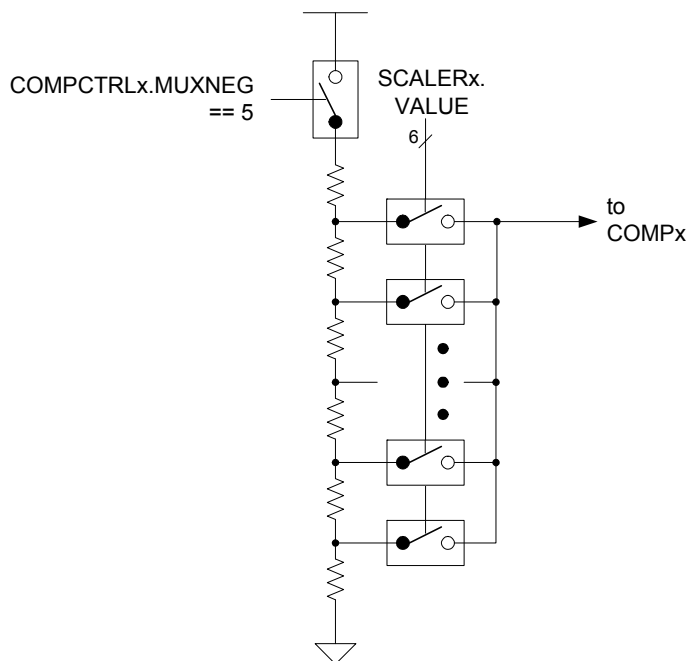 COMPCTRLx.MUXNEG
== 5
SCALERx.
VALUE
6
to
COMPx